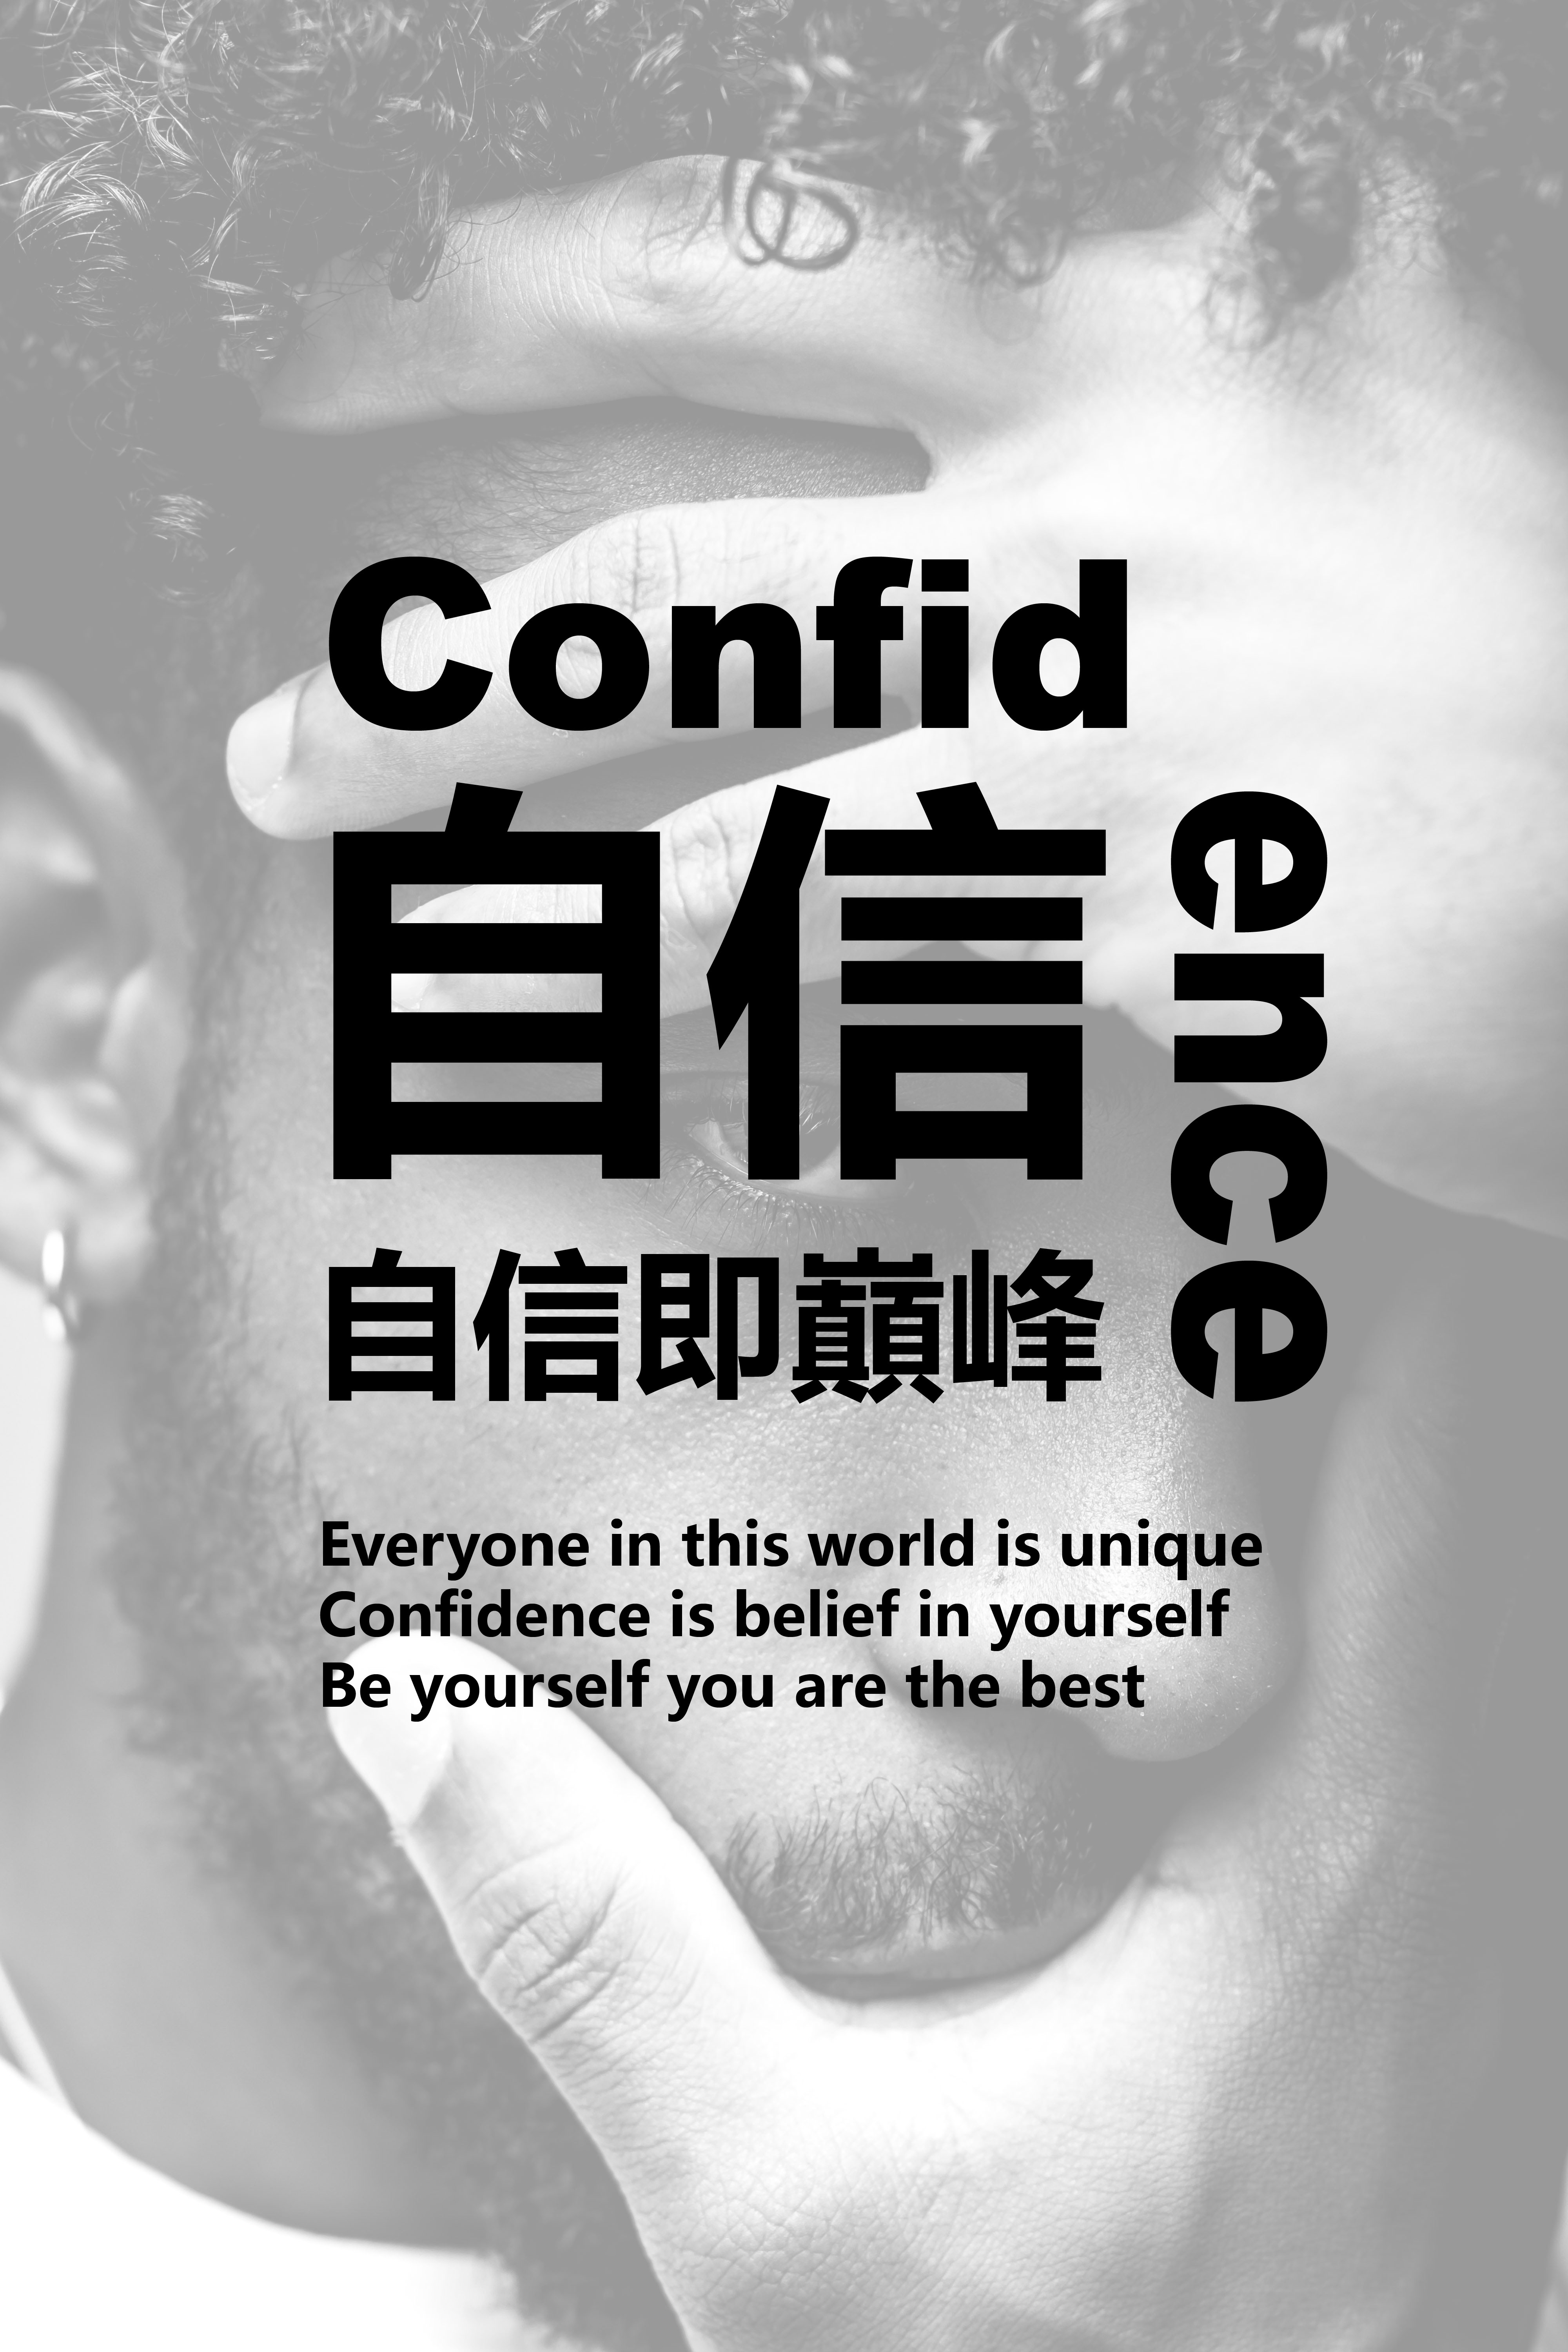 Confid
ence
自信
自信即巅峰
Everyone in this world is unique
Confidence is belief in yourself
Be yourself you are the best